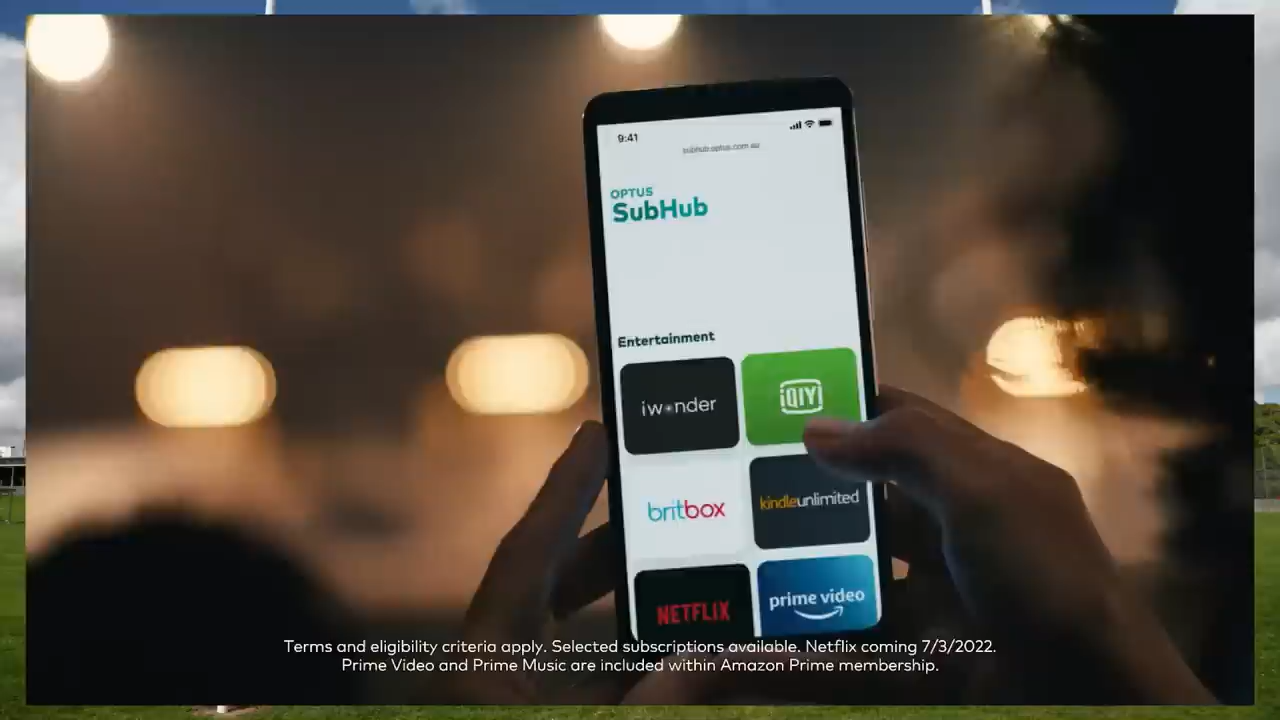 9:41
subhub.optus.com.au
OPTUS
SubHub
Entertainment
iwonder
iQIYI
britbox
kindleunlimited
NETFLIX
prime video
Terms and eligibility criteria apply. Selected subscriptions available. Netflix coming 7/3/2022.
Prime Video and Prime Music are included within Amazon Prime membership.